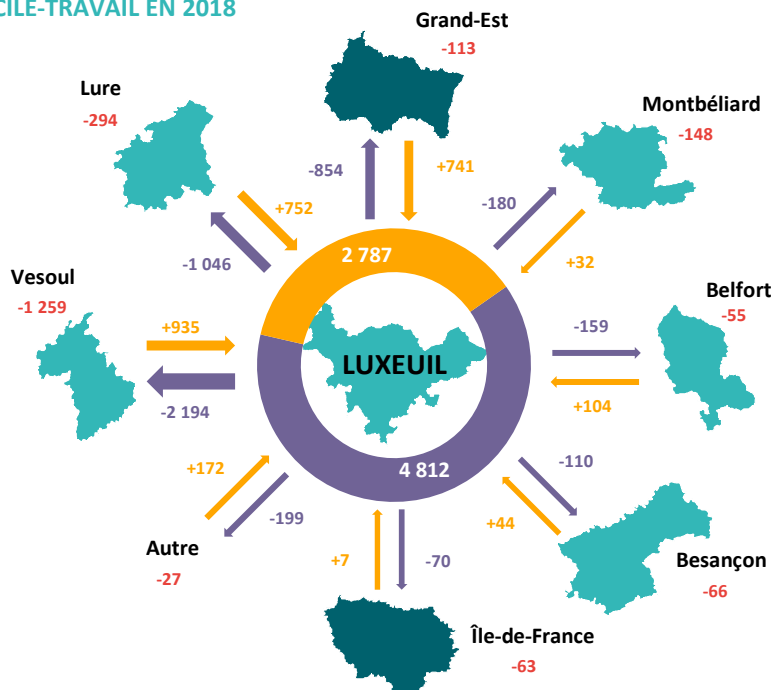 CILE-TRAVAIL EN 2018
Grand-Est
-113
Lure
-294
Montbéliard
-148
-854
+741
-180
+752
-1 046
+32
2 787
Vesoul
-1 259
+935
-2 194
Belfort
-55
-159
+104
LUXEUIL
4 812
+172
-199
-110
+44
Autre
-27
+7
-70
Besançon
-66
Île-de-France
-63